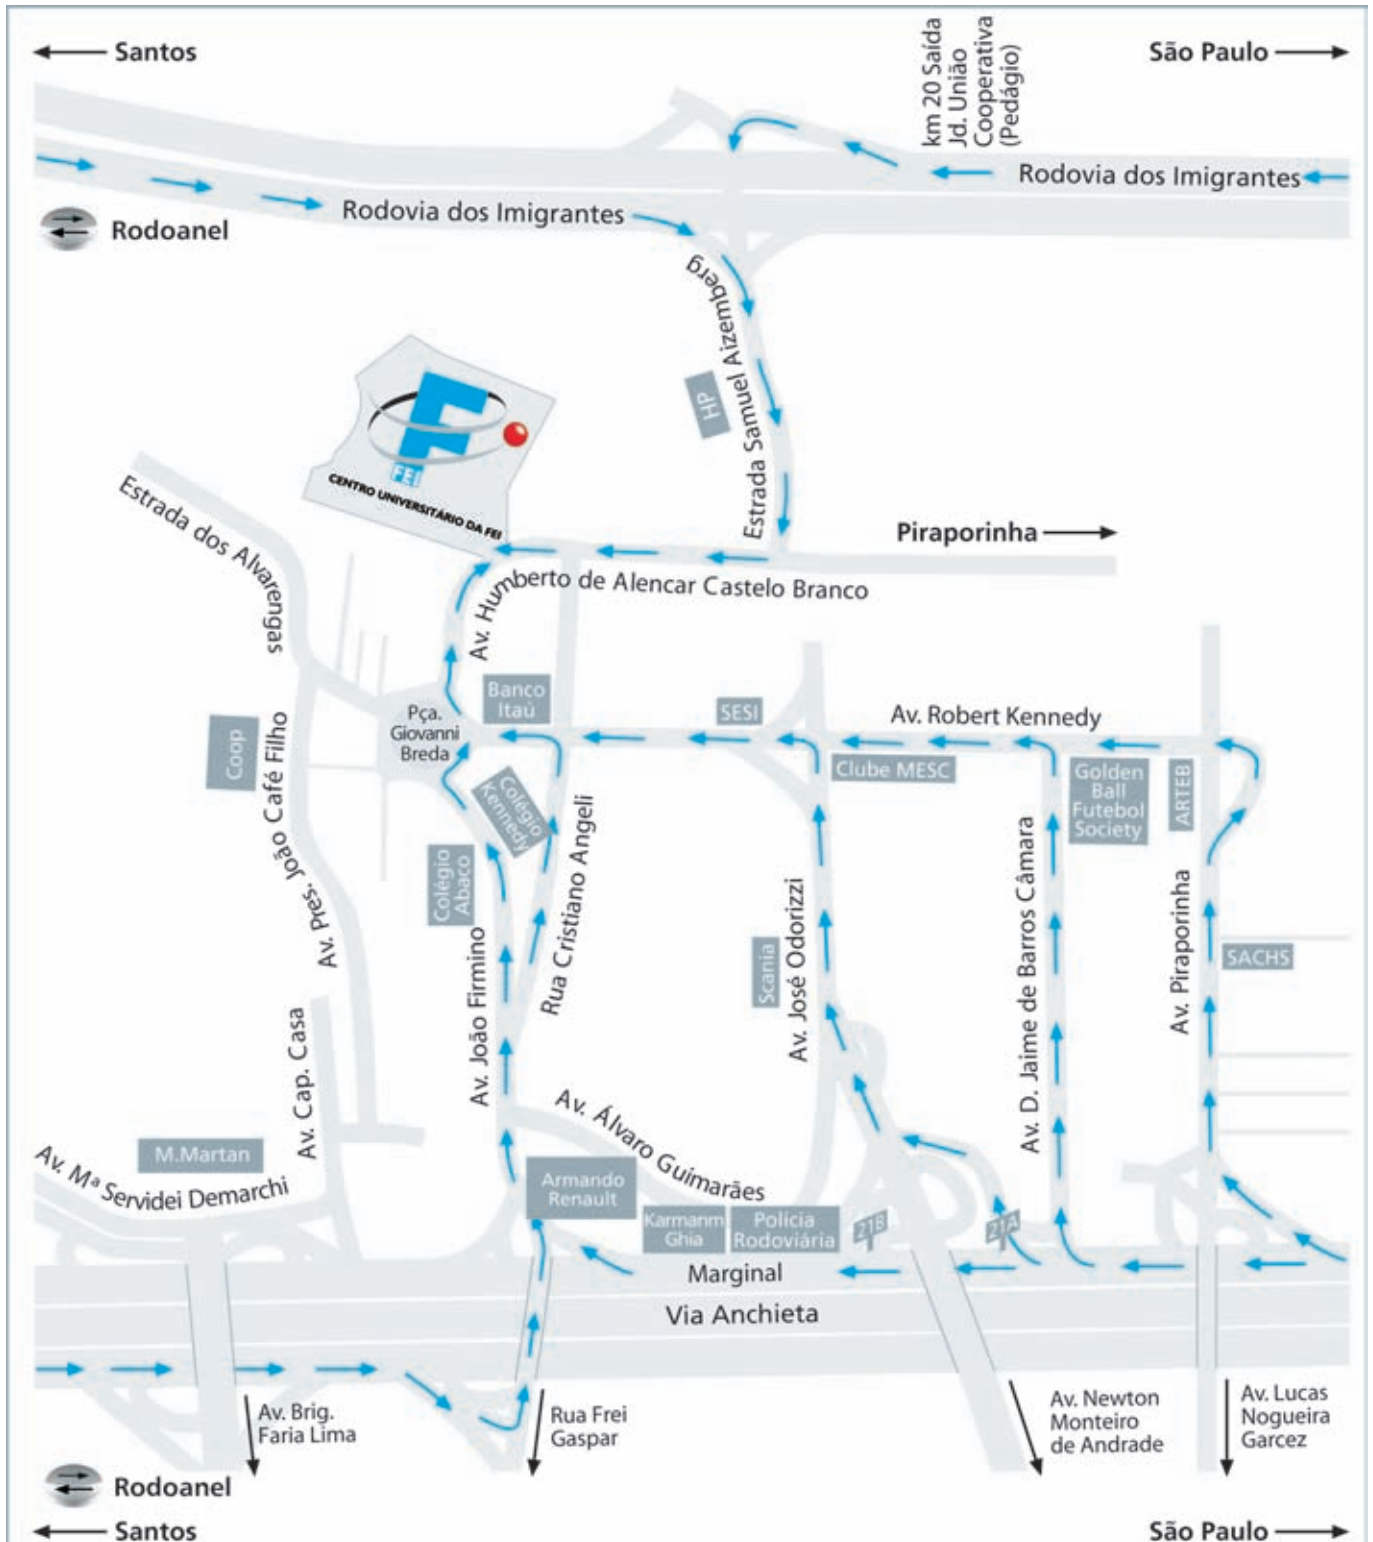 Santos
São Paulo
km 20 Saída
Jd. União
Cooperativa
(Pedágio)
Rodovia dos Imigrantes
Rodovia dos Imigrantes
Rodoanel
Estrada Samuel Aizemberg
HP
FEI
CENTRO UNIVERSITÁRIO DA FEI
Estrada dos Alvarengas
Piraporinha
Av. Humberto de Alencar Castelo Branco
Banco
Itaú
SESI
Av. Robert Kennedy
Pça.
Giovanni
Breda
Coop
Av. Pres. João Café Filho
Clube MESC
Golden
Ball
Futebol
Society
ARTEB
Colégio
Kennedy
Colégio
Abaco
Rua Cristiano Angeli
Av. João Firmino
Scania
Av. José Odorizzi
Av. D. Jaime de Barros Câmara
Av. Piraporinha
SACHS
Av. Cap. Casa
Av. Álvaro Guimarães
M.Martan
Av. Mª Servidei Demarchi
Armando
Renault
Karmanm
Ghia
Polícia
Rodoviária
21B
21A
Marginal
Via Anchieta
Av. Brig.
Faria Lima
Rua Frei
Gaspar
Av. Newton
Monteiro
de Andrade
Av. Lucas
Nogueira
Garcez
Rodoanel
Santos
São Paulo